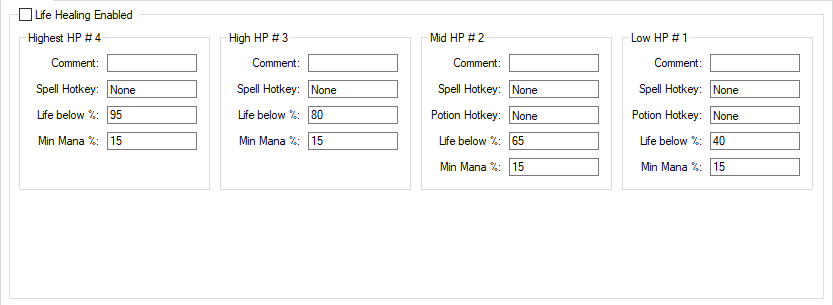 Life Healing Enabled
Highest HP # 4
Comment:
Spell Hotkey: None
Life below %: 95
Min Mana %: 15
High HP # 3
Comment:
Spell Hotkey: None
Life below %: 80
Min Mana %: 15
Mid HP # 2
Comment:
Spell Hotkey: None
Potion Hotkey: None
Life below %: 65
Min Mana %: 15
Low HP # 1
Comment:
Spell Hotkey: None
Potion Hotkey: None
Life below %: 40
Min Mana %: 15